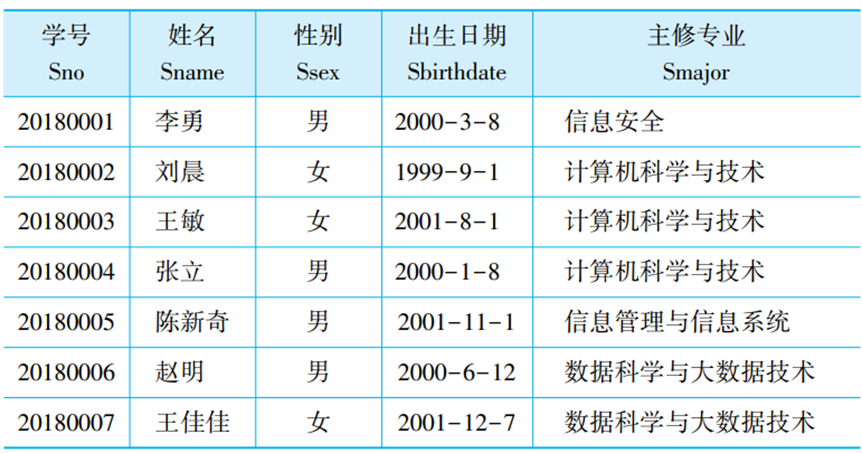 学号 姓名 性别 出生日期 主修专业
Sno Sname Ssex Sbirthdate Smajor
20180001 李勇 男 2000-3-8 信息安全
20180002 刘晨 女 1999-9-1 计算机科学与技术
20180003 王敏 女 2001-8-1 计算机科学与技术
20180004 张立 男 2000-1-8 计算机科学与技术
20180005 陈新奇 男 2001-11-1 信息管理与信息系统
20180006 赵明 男 2000-6-12 数据科学与大数据技术
20180007 王佳佳 女 2001-12-7 数据科学与大数据技术